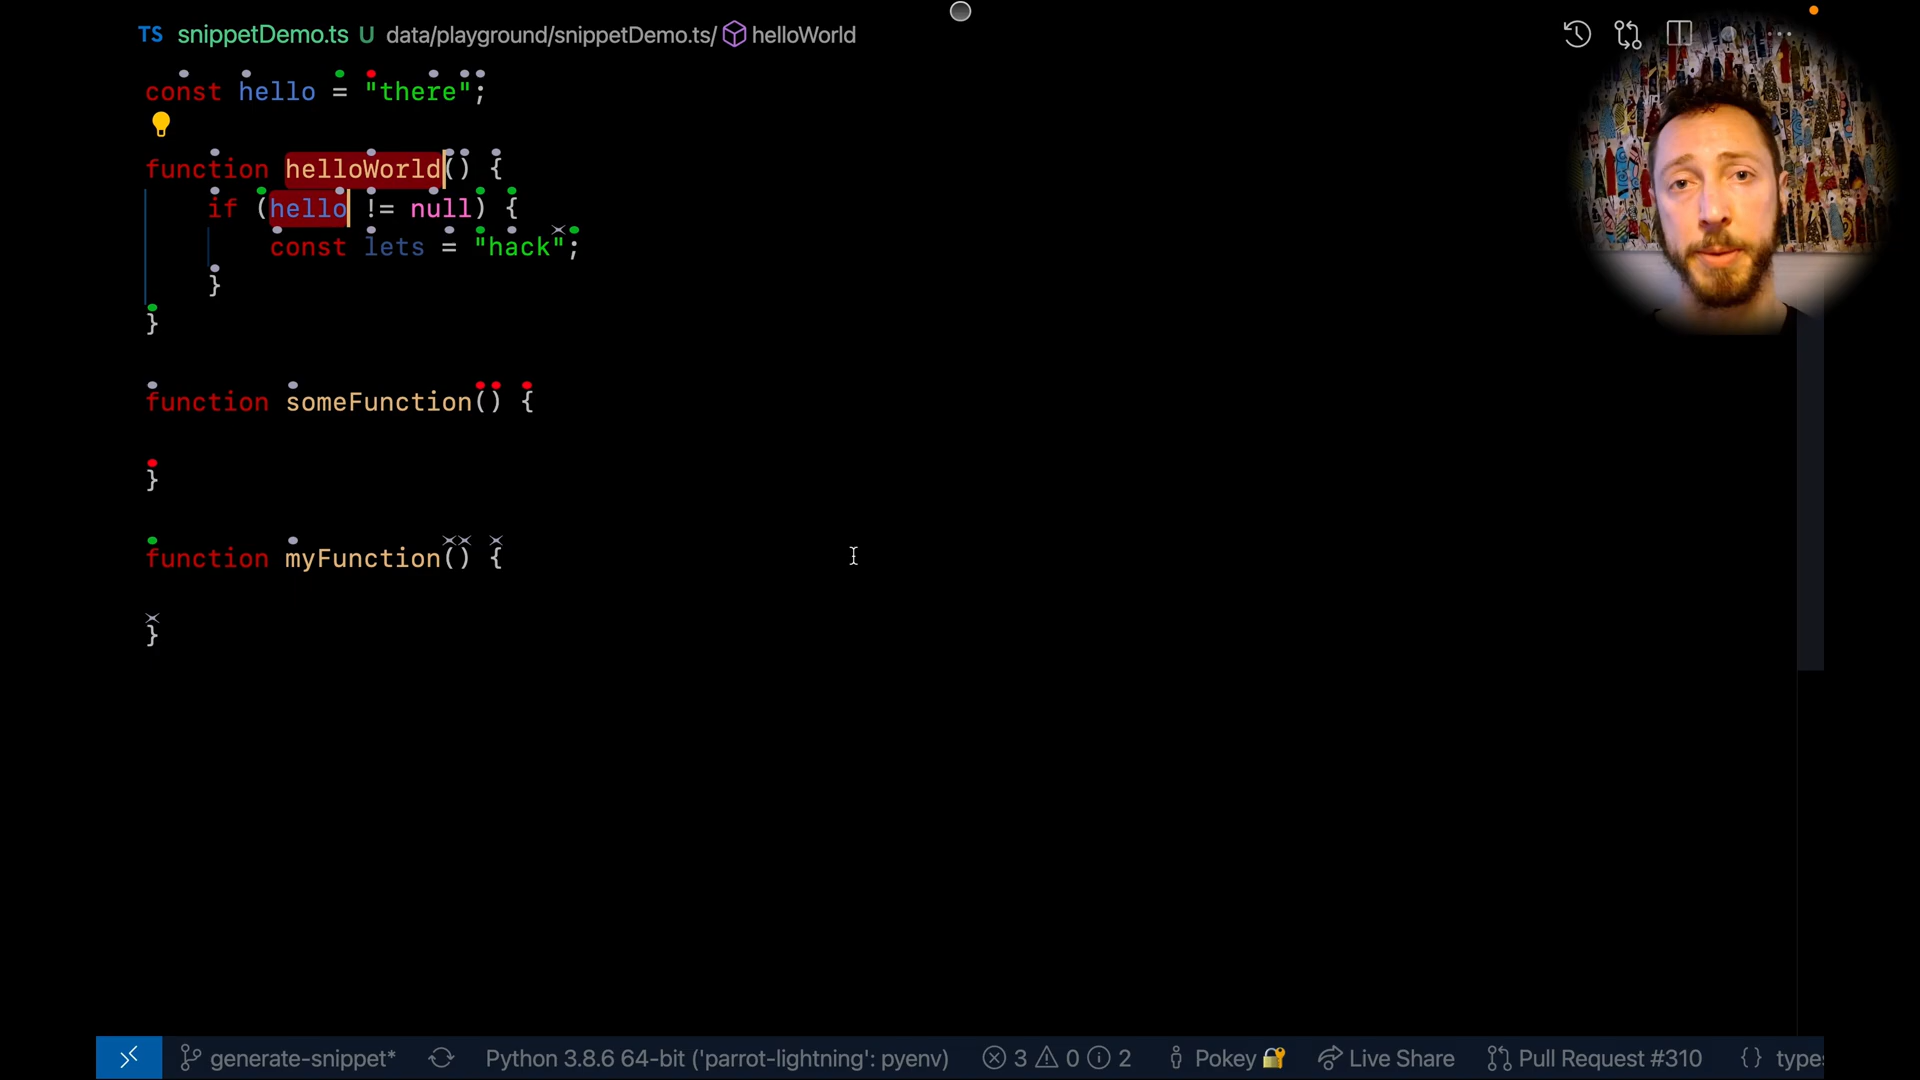 TS snippetDemo.ts U data/playground/snippetDemo.ts/ helloWorld
const hello = "there";
function helloWorld() {
if (hello != null) {
const lets = "hack";
}
}
function someFunction() {
}
function myFunction() {
}
generate-snippet* Python 3.8.6 64-bit ('parrot-lightning': pyenv) 3 0 2 Pokey Live Share Pull Request #310 {}